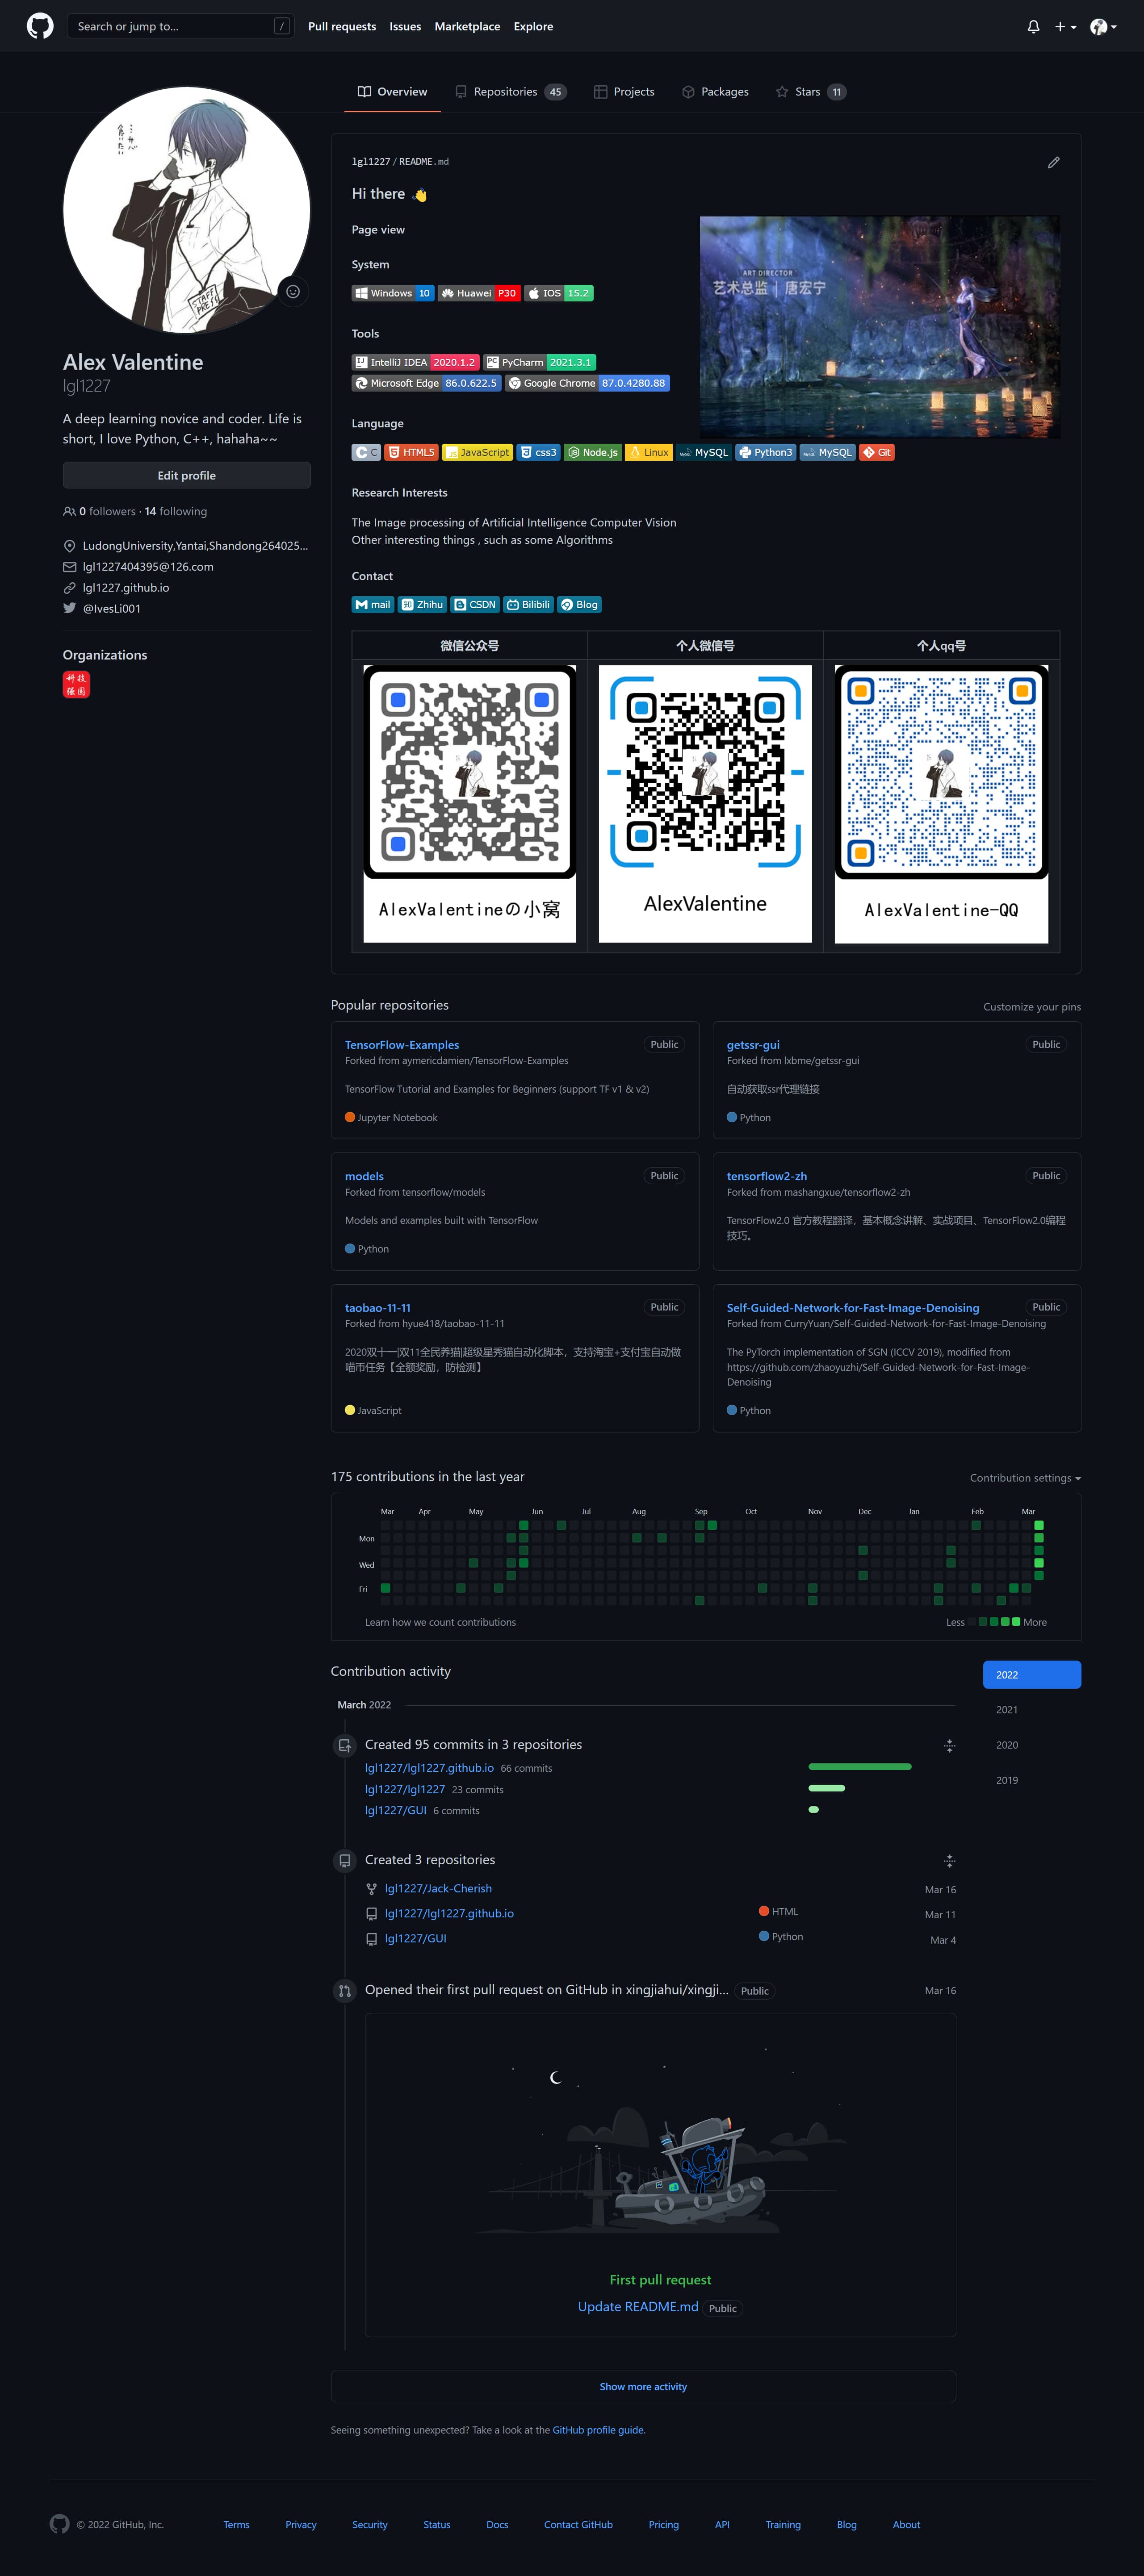 Search or jump to...
/
Pull requests
Issues
Marketplace
Explore
Overview
Repositories 45
Projects
Packages
Stars 11
STAFF
PRESS
Alex Valentine
lgl1227
A deep learning novice and coder. Life is
short, I love Python, C++, hahaha~~
Edit profile
0 followers · 14 following
LudongUniversity,Yantai,Shandong264025...
lgl1227404395@126.com
lgl1227.github.io
@IvesLi001
Organizations
科技
强国
lgl1227/README.md
Hi there 👋
Page view
System
Windows 10
Huawei P30
IOS 15.2
ART DIRECTOR
艺术总监 | 唐宏宁
Tools
IntelliJ IDEA 2020.1.2
PyCharm 2021.3.1
Microsoft Edge 86.0.622.5
Google Chrome 87.0.4280.88
Language
C
HTML5
JavaScript
css3
Node.js
Linux
MySQL
Python3
MySQL
Git
Research Interests
The Image processing of Artificial Intelligence Computer Vision
Other interesting things , such as some Algorithms
Contact
mail
Zhihu
CSDN
Bilibili
Blog
微信公众号
个人微信号
个人qq号
AlexValentineの小窝
AlexValentine
AlexValentine-QQ
Popular repositories
Customize your pins
TensorFlow-Examples
Public
Forked from aymericdamien/TensorFlow-Examples
TensorFlow Tutorial and Examples for Beginners (support TF v1 & v2)
Jupyter Notebook
getssr-gui
Public
Forked from lxbme/getssr-gui
自动获取ssr代理链接
Python
models
Public
Forked from tensorflow/models
Models and examples built with TensorFlow
Python
tensorflow2-zh
Public
Forked from mashangxue/tensorflow2-zh
TensorFlow2.0 官方教程翻译，基本概念讲解、实战项目、TensorFlow2.0编程
技巧。
taobao-11-11
Public
Forked from hyue418/taobao-11-11
2020双十一|双11全民养猫|超级星秀猫自动化脚本，支持淘宝+支付宝自动做
喵币任务【全额奖励，防检测】
JavaScript
Self-Guided-Network-for-Fast-Image-Denoising
Public
Forked from CurryYuan/Self-Guided-Network-for-Fast-Image-Denoising
The PyTorch implementation of SGN (ICCV 2019), modified from
https://github.com/zhaoyuzhi/Self-Guided-Network-for-Fast-Image-
Denoising
Python
175 contributions in the last year
Contribution settings
Mar Apr May Jun Jul Aug Sep Oct Nov Dec Jan Feb Mar
Mon
Wed
Fri
Learn how we count contributions
Less
More
Contribution activity
2022
2021
2020
2019
March 2022
Created 95 commits in 3 repositories
lgl1227/lgl1227.github.io 66 commits
lgl1227/lgl1227 23 commits
lgl1227/GUI 6 commits
Created 3 repositories
lgl1227/Jack-Cherish
Mar 16
lgl1227/lgl1227.github.io
HTML
Mar 11
lgl1227/GUI
Python
Mar 4
Opened their first pull request on GitHub in xingjiahui/xingji...
Public
Mar 16
First pull request
Update README.md
Public
Show more activity
Seeing something unexpected? Take a look at the GitHub profile guide.
© 2022 GitHub, Inc.
Terms
Privacy
Security
Status
Docs
Contact GitHub
Pricing
API
Training
Blog
About